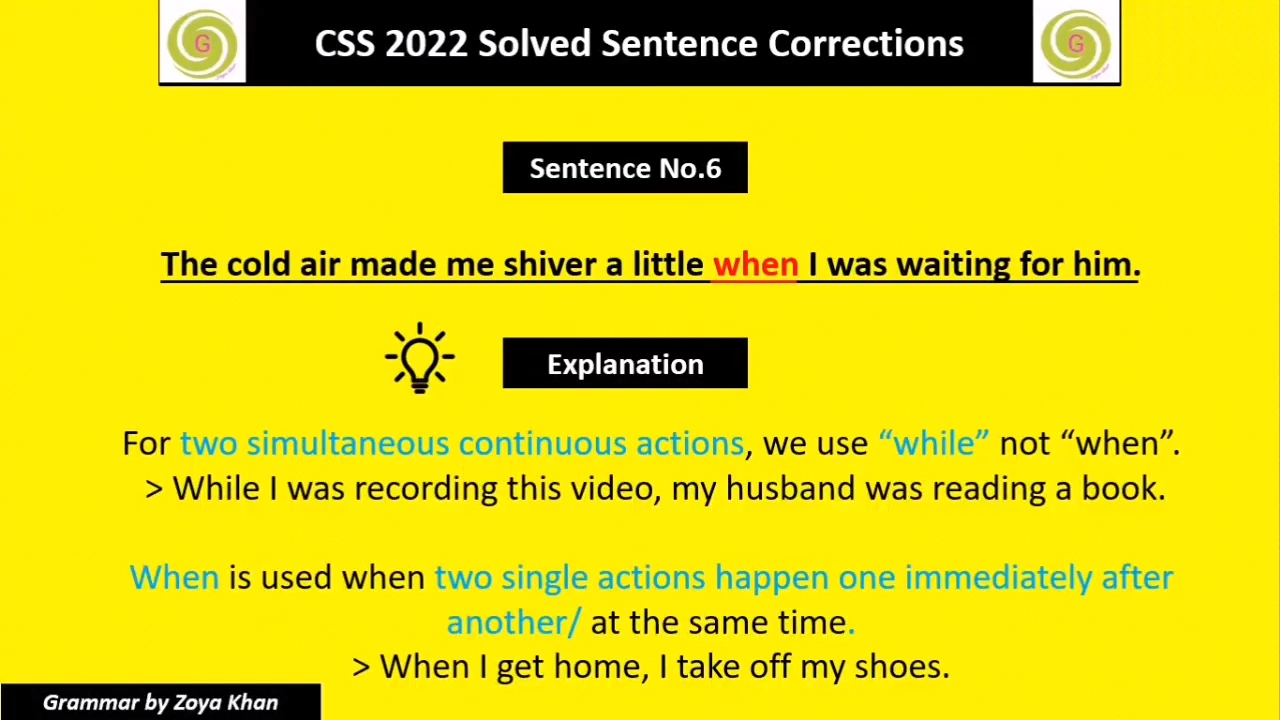 G
CSS 2022 Solved Sentence Corrections
G
Sentence No.6
The cold air made me shiver a little when I was waiting for him.
Explanation
For two simultaneous continuous actions, we use “while” not “when”.
> While I was recording this video, my husband was reading a book.
When is used when two single actions happen one immediately after
another/ at the same time.
> When I get home, I take off my shoes.
Grammar by Zoya Khan